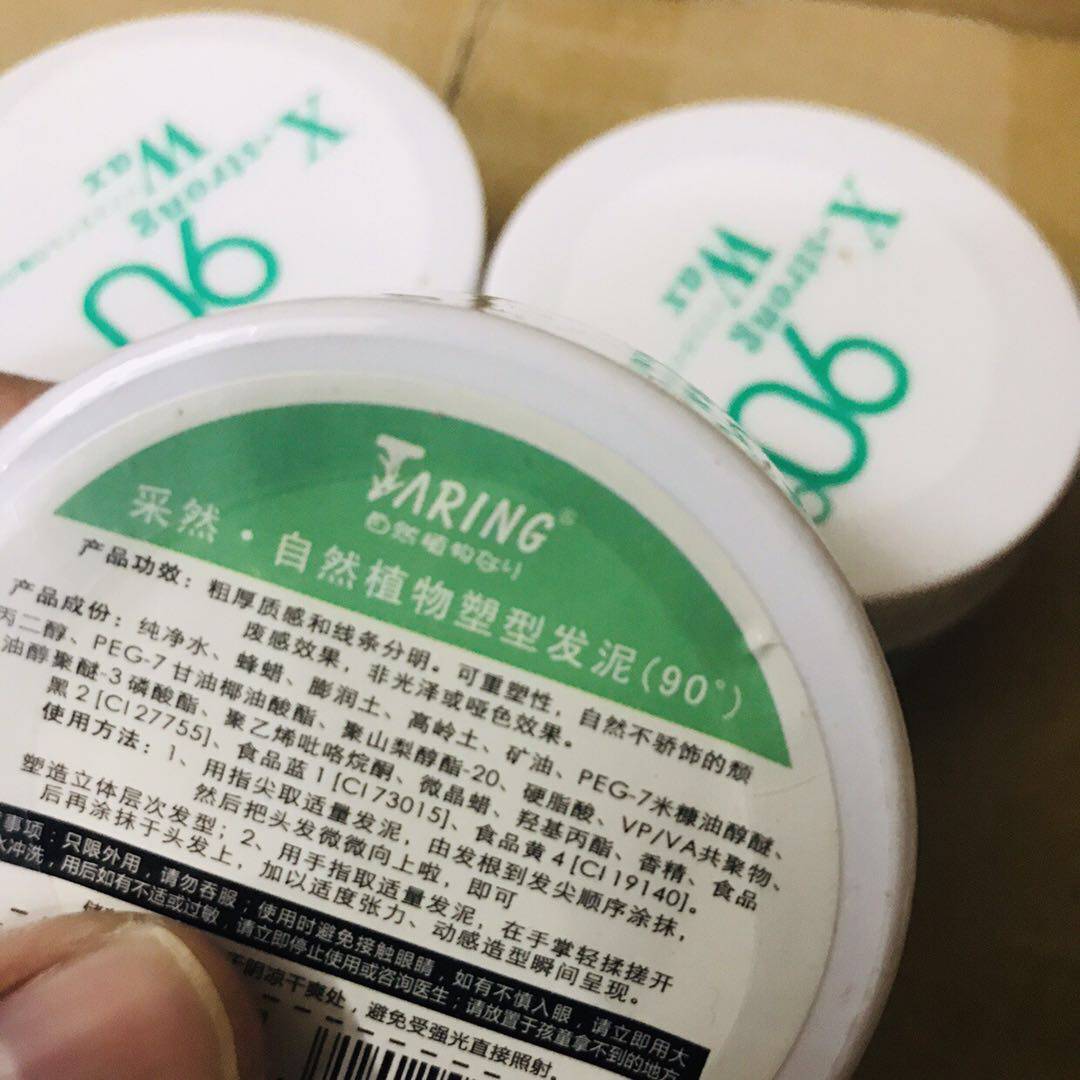 X-strong
Wax
90
X-strong
Wax
90
TARING®
自然植物なり
采然·自然植物塑型发泥(90°)
产品功效：粗厚质感和线条分明。可重塑性，自然不骄饰的颓
废感效果，非光泽或哑色效果。
产品成份：纯净水、蜂蜡、膨润土、高岭土、矿油、PEG-7米糠油醇醚、
丙二醇、PEG-7甘油椰油酸酯、聚山梨醇酯-20、硬脂酸、VP/VA共聚物、
油醇聚醚-3磷酸酯、聚乙烯吡咯烷酮、微晶蜡、羟基丙酯、香精、食品
黑2[CI 27755]、食品蓝1[CI 73015]、食品黄4[CI 19140]。
使用方法：1、用指尖取适量发泥，由发根到发尖顺序涂抹，
然后把头发微微向上啦，即可
塑造立体层次发型；2、用手指取适量发泥，在手掌轻揉搓开
后再涂抹于头发上，加以适度张力、动感造型瞬间呈现。
事项：只限外用，请勿吞服；使用时避免接触眼睛，如有不慎入眼，请立即用大
水冲洗，用后如有不适或过敏，请立即停止使用或咨询医生；请放置于孩童拿不到的地方
阴凉干爽处，避免受强光直接照射。